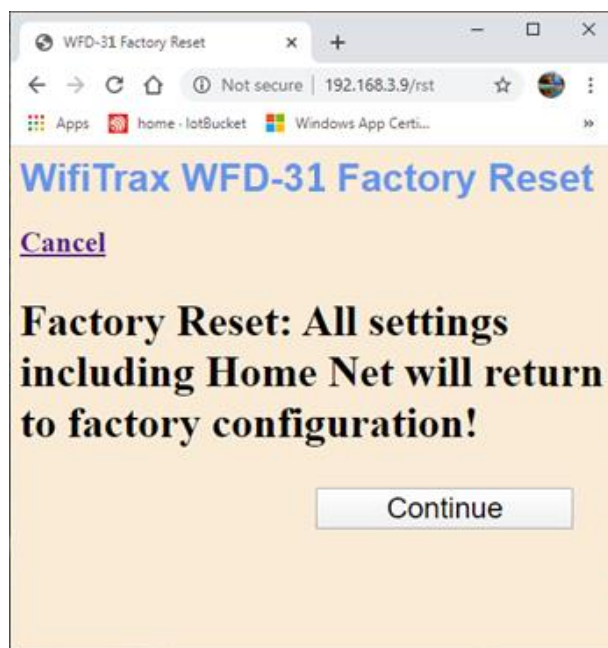 WFD-31 Factory Reset
Not secure | 192.168.3.9/rst
Apps home - IotBucket Windows App Certi... »
WifiTrax WFD-31 Factory Reset
Cancel
Factory Reset: All settings
including Home Net will return
to factory configuration!
Continue